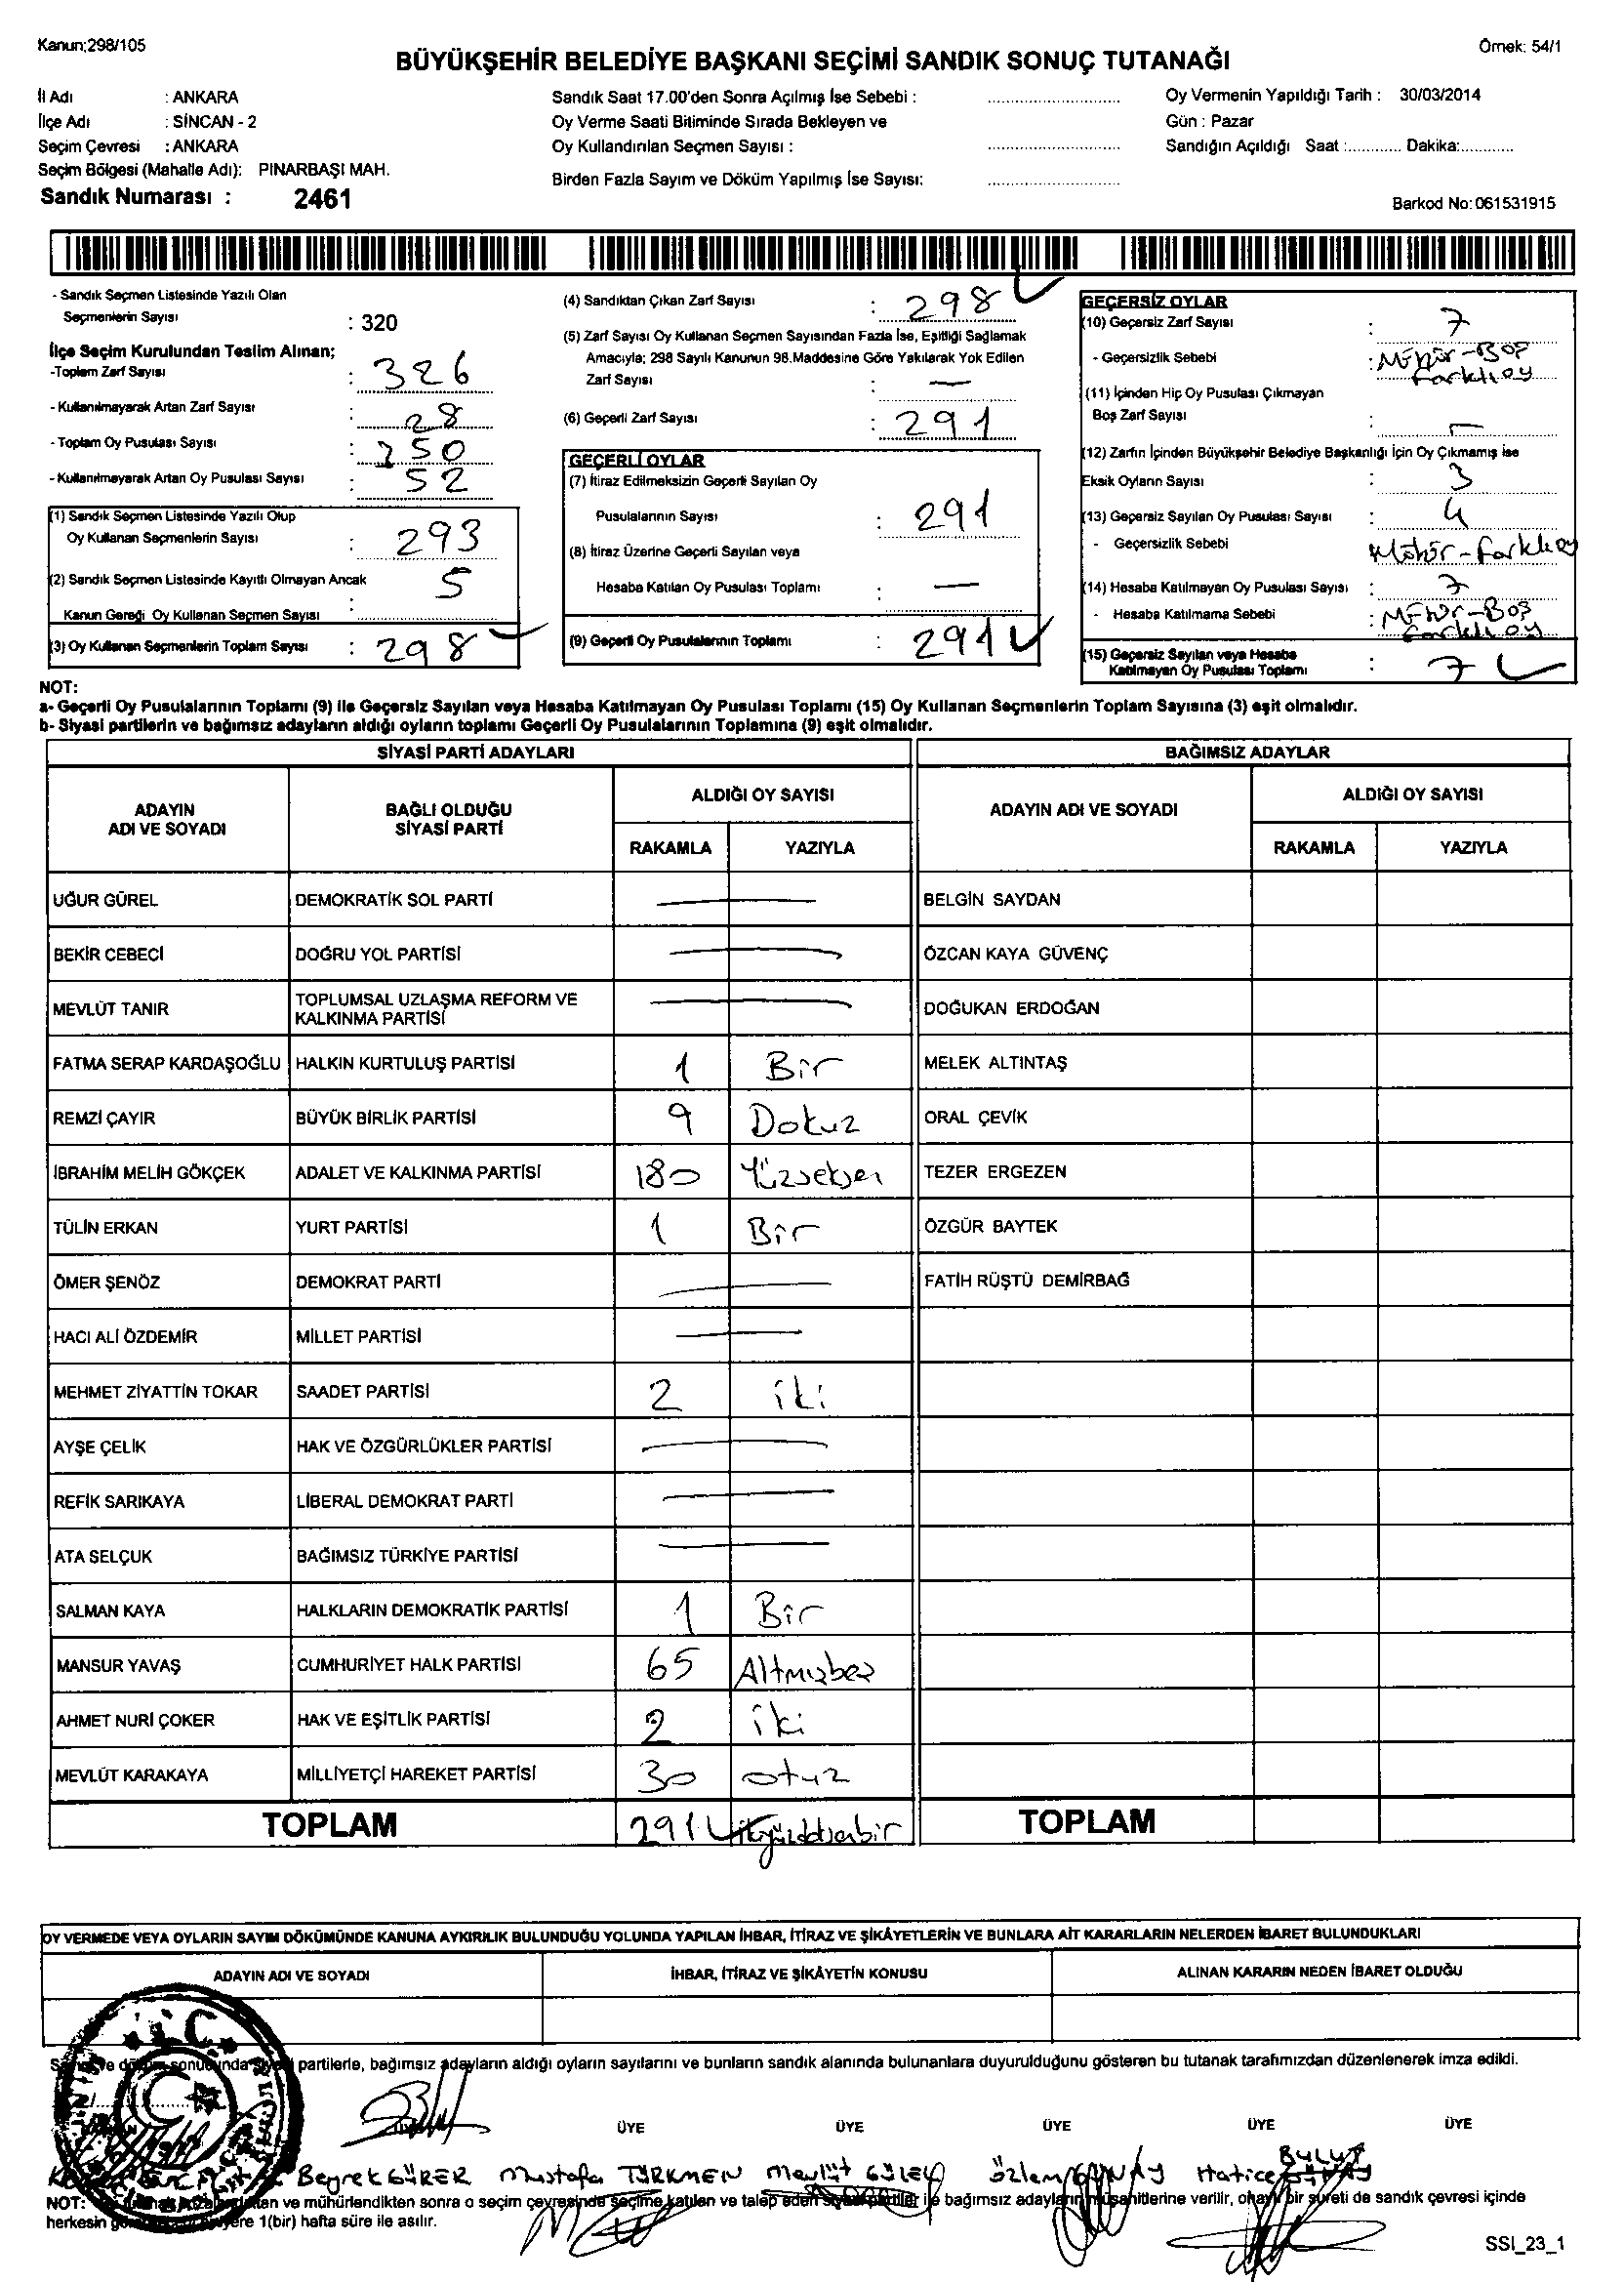 Kanun:298/105
Örnek: 54/1
BÜYÜKŞEHİR BELEDİYE BAŞKANI SEÇİMİ SANDIK SONUÇ TUTANAĞI
İl Adı : ANKARA
İlçe Adı : SİNCAN - 2
Seçim Çevresi : ANKARA
Seçim Bölgesi (Mahalle Adı): PINARBAŞI MAH.
Sandık Numarası : 2461
Sandık Saat 17.00'den Sonra Açılmış İse Sebebi :
Oy Verme Saati Bitiminde Sırada Bekleyen ve
Oy Kullandırılan Seçmen Sayısı :
Birden Fazla Sayım ve Döküm Yapılmış İse Sayısı:
Oy Vermenin Yapıldığı Tarih : 30/03/2014
Gün : Pazar
Sandığın Açıldığı Saat :............ Dakika:............
Barkod No:061531915
- Sandık Seçmen Listesinde Yazılı Olan
Seçmenlerin Sayısı : 320
İlçe Seçim Kurulundan Teslim Alınan;
-Toplam Zarf Sayısı : 326
- Kullanılmayarak Artan Zarf Sayısı : 28
- Toplam Oy Pusulası Sayısı : 350
- Kullanılmayarak Artan Oy Pusulası Sayısı : 52
(1) Sandık Seçmen Listesinde Yazılı Olup
Oy Kullanan Seçmenlerin Sayısı : 293
(2) Sandık Seçmen Listesinde Kayıtlı Olmayan Ancak
Kanun Gereği Oy Kullanan Seçmen Sayısı : 5
(3) Oy Kullanan Seçmenlerin Toplam Sayısı : 298
(4) Sandıktan Çıkan Zarf Sayısı : 298
(5) Zarf Sayısı Oy Kullanan Seçmen Sayısından Fazla İse, Eşitliği Sağlamak
Amacıyla; 298 Sayılı Kanunun 98.Maddesine Göre Yakılarak Yok Edilen
Zarf Sayısı : —
(6) Geçerli Zarf Sayısı : 291
GEÇERLİ OYLAR
(7) İtiraz Edilmeksizin Geçerli Sayılan Oy
Pusulalarının Sayısı : 291
(8) İtiraz Üzerine Geçerli Sayılan veya
Hesaba Katılan Oy Pusulası Toplamı : —
(9) Geçerli Oy Pusulalarının Toplamı : 291
GEÇERSİZ OYLAR
(10) Geçersiz Zarf Sayısı : 7
- Geçersizlik Sebebi : Mühür-Boş
Farklı oy
(11) İçinden Hiç Oy Pusulası Çıkmayan
Boş Zarf Sayısı : —
(12) Zarfın İçinden Büyükşehir Belediye Başkanlığı İçin Oy Çıkmamış İse
Eksik Oyların Sayısı : 3
(13) Geçersiz Sayılan Oy Pusulası Sayısı : 4
- Geçersizlik Sebebi : Mühür-Farklı oy
(14) Hesaba Katılmayan Oy Pusulası Sayısı : 7
- Hesaba Katılmama Sebebi : Mühür-Boş
Farklı oy
(15) Geçersiz Sayılan veya Hesaba
Katılmayan Oy Pusulası Toplamı : 7
NOT:
a- Geçerli Oy Pusulalarının Toplamı (9) ile Geçersiz Sayılan veya Hesaba Katılmayan Oy Pusulası Toplamı (15) Oy Kullanan Seçmenlerin Toplam Sayısına (3) eşit olmalıdır.
b- Siyasi partilerin ve bağımsız adayların aldığı oyların toplamı Geçerli Oy Pusulalarının Toplamına (9) eşit olmalıdır.
SİYASİ PARTİ ADAYLARI
BAĞIMSIZ ADAYLAR
ADAYIN ADI VE SOYADI
BAĞLI OLDUĞU SİYASİ PARTİ
ALDIĞI OY SAYISI
RAKAMLA YAZIYLA
ADAYIN ADI VE SOYADI
ALDIĞI OY SAYISI
RAKAMLA YAZIYLA
UĞUR GÜREL DEMOKRATİK SOL PARTİ — BELGİN SAYDAN
BEKİR CEBECİ DOĞRU YOL PARTİSİ — ÖZCAN KAYA GÜVENÇ
MEVLÜT TANIR TOPLUMSAL UZLAŞMA REFORM VE KALKINMA PARTİSİ — DOĞUKAN ERDOĞAN
FATMA SERAP KARDAŞOĞLU HALKIN KURTULUŞ PARTİSİ 1 Bir MELEK ALTINTAŞ
REMZİ ÇAYIR BÜYÜK BİRLİK PARTİSİ 9 Dokuz ORAL ÇEVİK
İBRAHİM MELİH GÖKÇEK ADALET VE KALKINMA PARTİSİ 180 Yüzseksen TEZER ERGEZEN
TÜLİN ERKAN YURT PARTİSİ 1 Bir ÖZGÜR BAYTEK
ÖMER ŞENÖZ DEMOKRAT PARTİ — FATİH RÜŞTÜ DEMİRBAĞ
HACI ALİ ÖZDEMİR MİLLET PARTİSİ —
MEHMET ZİYATTİN TOKAR SAADET PARTİSİ 2 iki
AYŞE ÇELİK HAK VE ÖZGÜRLÜKLER PARTİSİ —
REFİK SARIKAYA LİBERAL DEMOKRAT PARTİ —
ATA SELÇUK BAĞIMSIZ TÜRKİYE PARTİSİ —
SALMAN KAYA HALKLARIN DEMOKRATİK PARTİSİ 1 Bir
MANSUR YAVAŞ CUMHURİYET HALK PARTİSİ 65 Altmışbeş
AHMET NURİ ÇOKER HAK VE EŞİTLİK PARTİSİ 2 iki
MEVLÜT KARAKAYA MİLLİYETÇİ HAREKET PARTİSİ 30 otuz
TOPLAM 291 TOPLAM
OY VERMEDE VEYA OYLARIN SAYIM DÖKÜMÜNDE KANUNA AYKIRILIK BULUNDUĞU YOLUNDA YAPILAN İHBAR, İTİRAZ VE ŞİKÂYETLERİN VE BUNLARA AİT KARARLARIN NELERDEN İBARET BULUNDUKLARI
ADAYIN ADI VE SOYADI İHBAR, İTİRAZ VE ŞİKÂYETİN KONUSU ALINAN KARARIN NEDEN İBARET OLDUĞU
partilerle, bağımsız adayların aldığı oyların sayılarını ve bunların sandık alanında bulunanlara duyurulduğunu gösteren bu tutanak tarafımızdan düzenlenerek imza edildi.
ÜYE ÜYE ÜYE ÜYE ÜYE
Beyrek GÜRER Mustafa TÜRKMEN Mevlüt Özlem Hatice BULUT
NOT: ve mühürlendikten sonra o seçim çevresinde seçime katılan ve talep eden siyasi partiler ile bağımsız adayların müşahitlerine verilir, onaylı bir sureti de sandık çevresi içinde
herkesin 1(bir) hafta süre ile asılır.
SSI_23_1